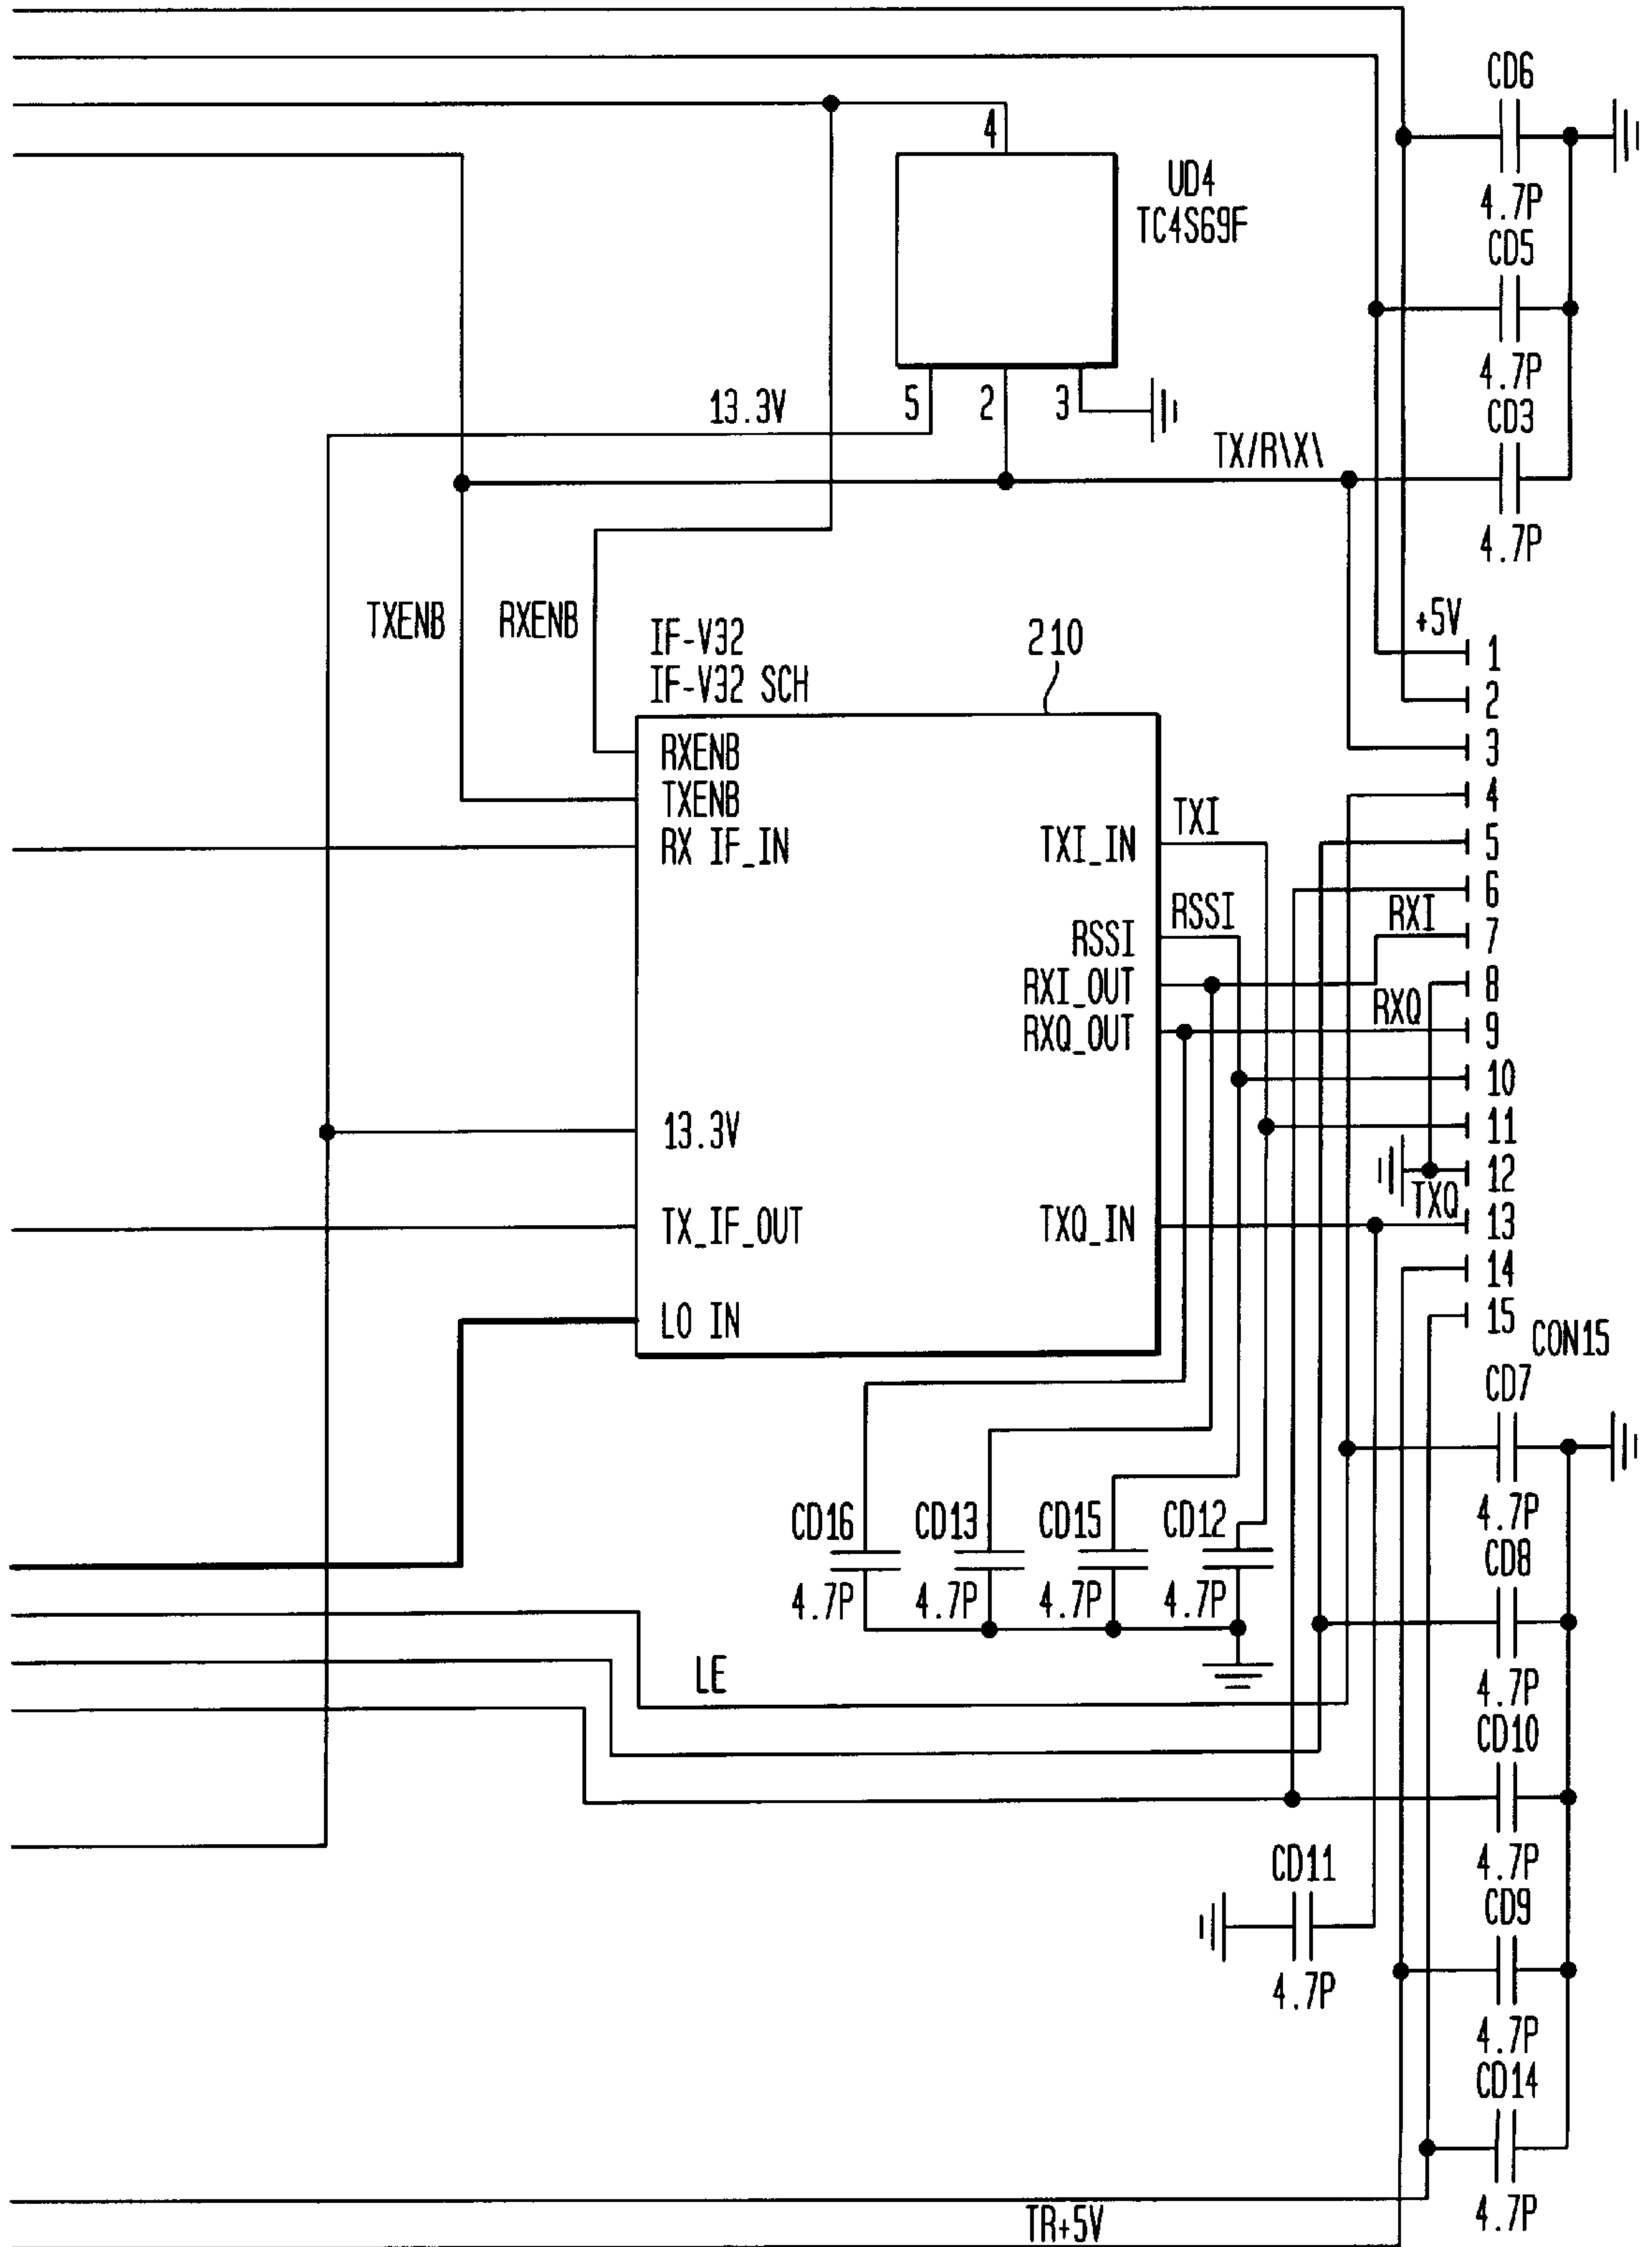 CD6
4
UD4
TC4S69F
4.7P
CD5
4.7P
13.3V
5
2
3
CD3
TX/R\X\
4.7P
TXENB
RXENB
IF-V32
IF-V32 SCH
210
+5V
1
2
3
4
5
6
7
8
9
10
11
12
13
14
15
CON15
RXENB
TXENB
RX IF_IN
13.3V
TX_IF_OUT
LO IN
TXI_IN
RSSI
RXI_OUT
RXQ_OUT
TXQ_IN
TXI
RSSI
RXI
RXQ
TXQ
CD7
4.7P
CD16
CD13
CD15
CD12
4.7P
4.7P
4.7P
4.7P
CD8
4.7P
LE
CD10
4.7P
CD11
4.7P
CD9
4.7P
CD14
4.7P
TR+5V